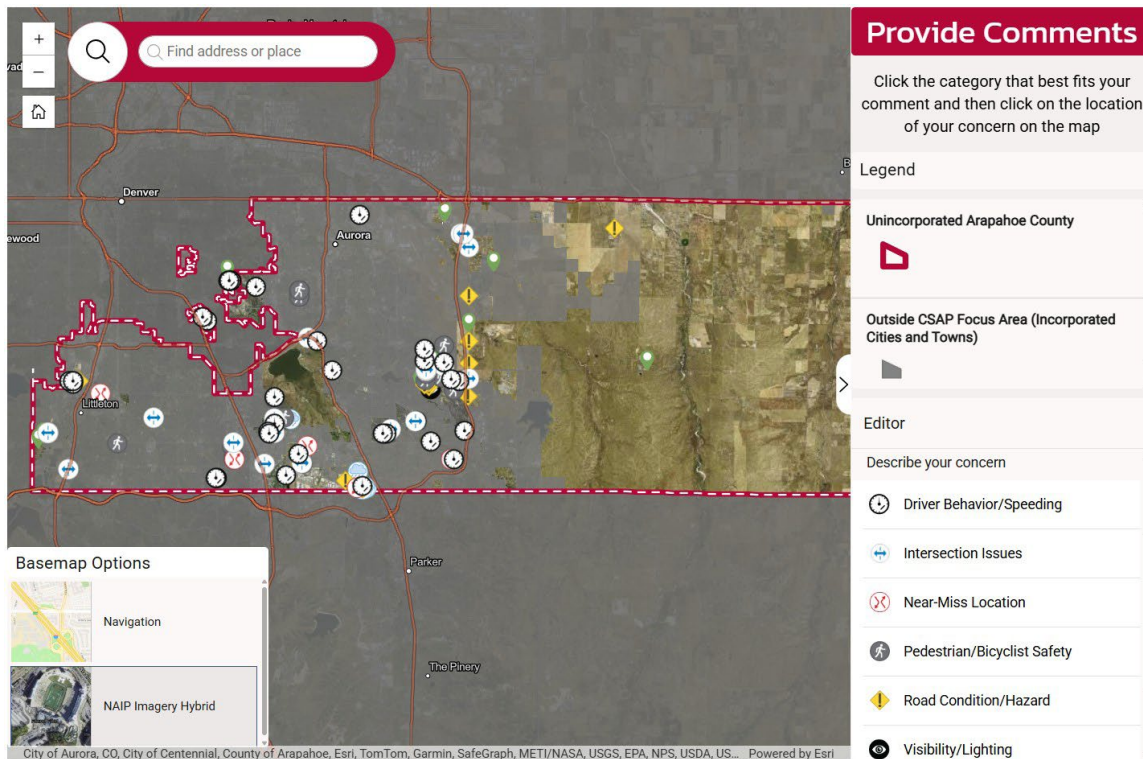 +
Find address or place
−
vad
Denver
B
ewood
Aurora
Littleton
Parker
The Pinery
Basemap Options
Navigation
NAIP Imagery Hybrid
City of Aurora, CO, City of Centennial, County of Arapahoe, Esri, TomTom, Garmin, SafeGraph, METI/NASA, USGS, EPA, NPS, USDA, US... Powered by Esri
Provide Comments
Click the category that best fits your
comment and then click on the location
of your concern on the map
Legend
Unincorporated Arapahoe County
Outside CSAP Focus Area (Incorporated
Cities and Towns)
Editor
Describe your concern
Driver Behavior/Speeding
Intersection Issues
Near-Miss Location
Pedestrian/Bicyclist Safety
Road Condition/Hazard
Visibility/Lighting